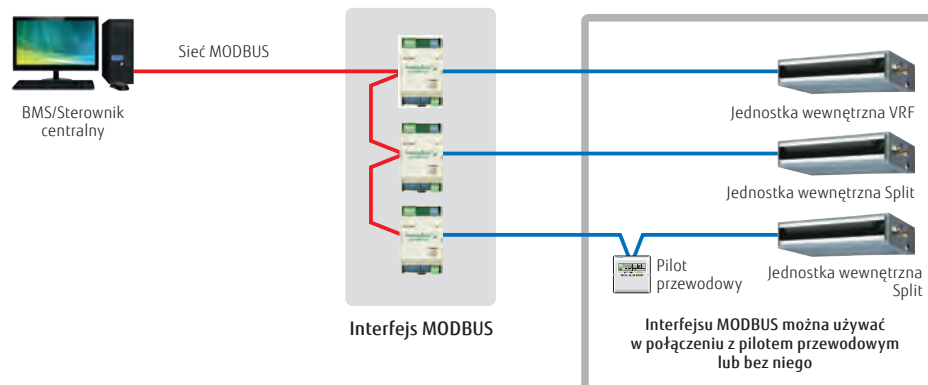 Sieć MODBUS
BMS/Sterownik
centralny
Interfejs MODBUS
Jednostka wewnętrzna VRF
Jednostka wewnętrzna Split
Pilot
przewodowy
Jednostka wewnętrzna
Split
Interfejsu MODBUS można używać
w połączeniu z pilotem przewodowym
lub bez niego